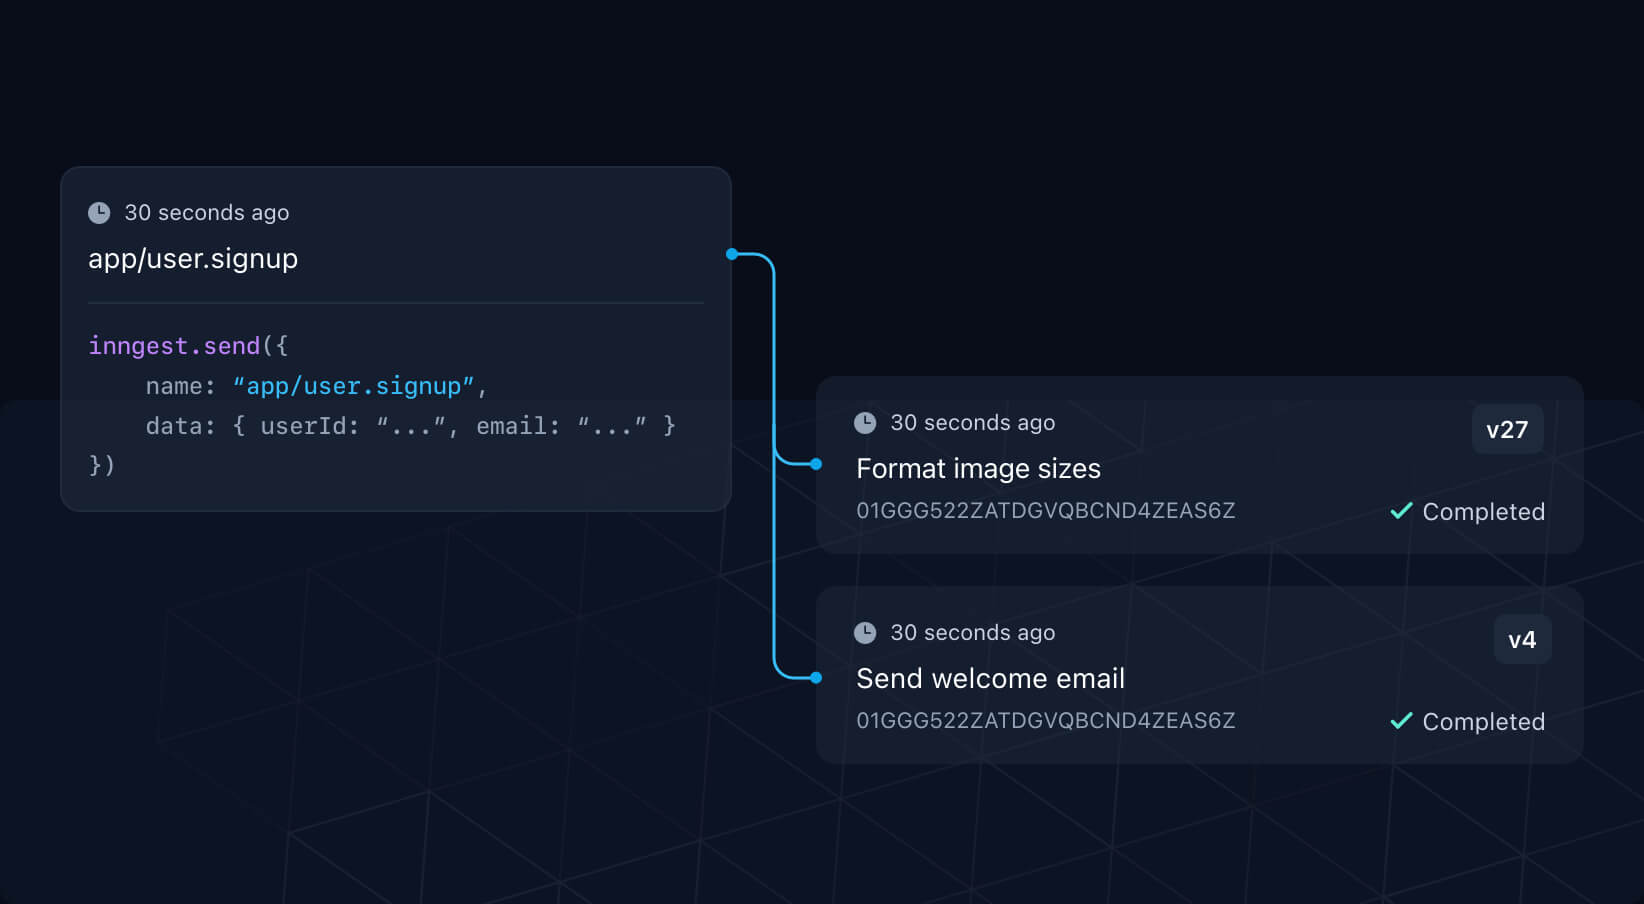 30 seconds ago
app/user.signup
inngest.send({
    name: “app/user.signup”,
    data: { userId: “...”, email: “...” }
})
30 seconds ago
v27
Format image sizes
01GGG522ZATDGVQBCND4ZEAS6Z
Completed
30 seconds ago
v4
Send welcome email
01GGG522ZATDGVQBCND4ZEAS6Z
Completed